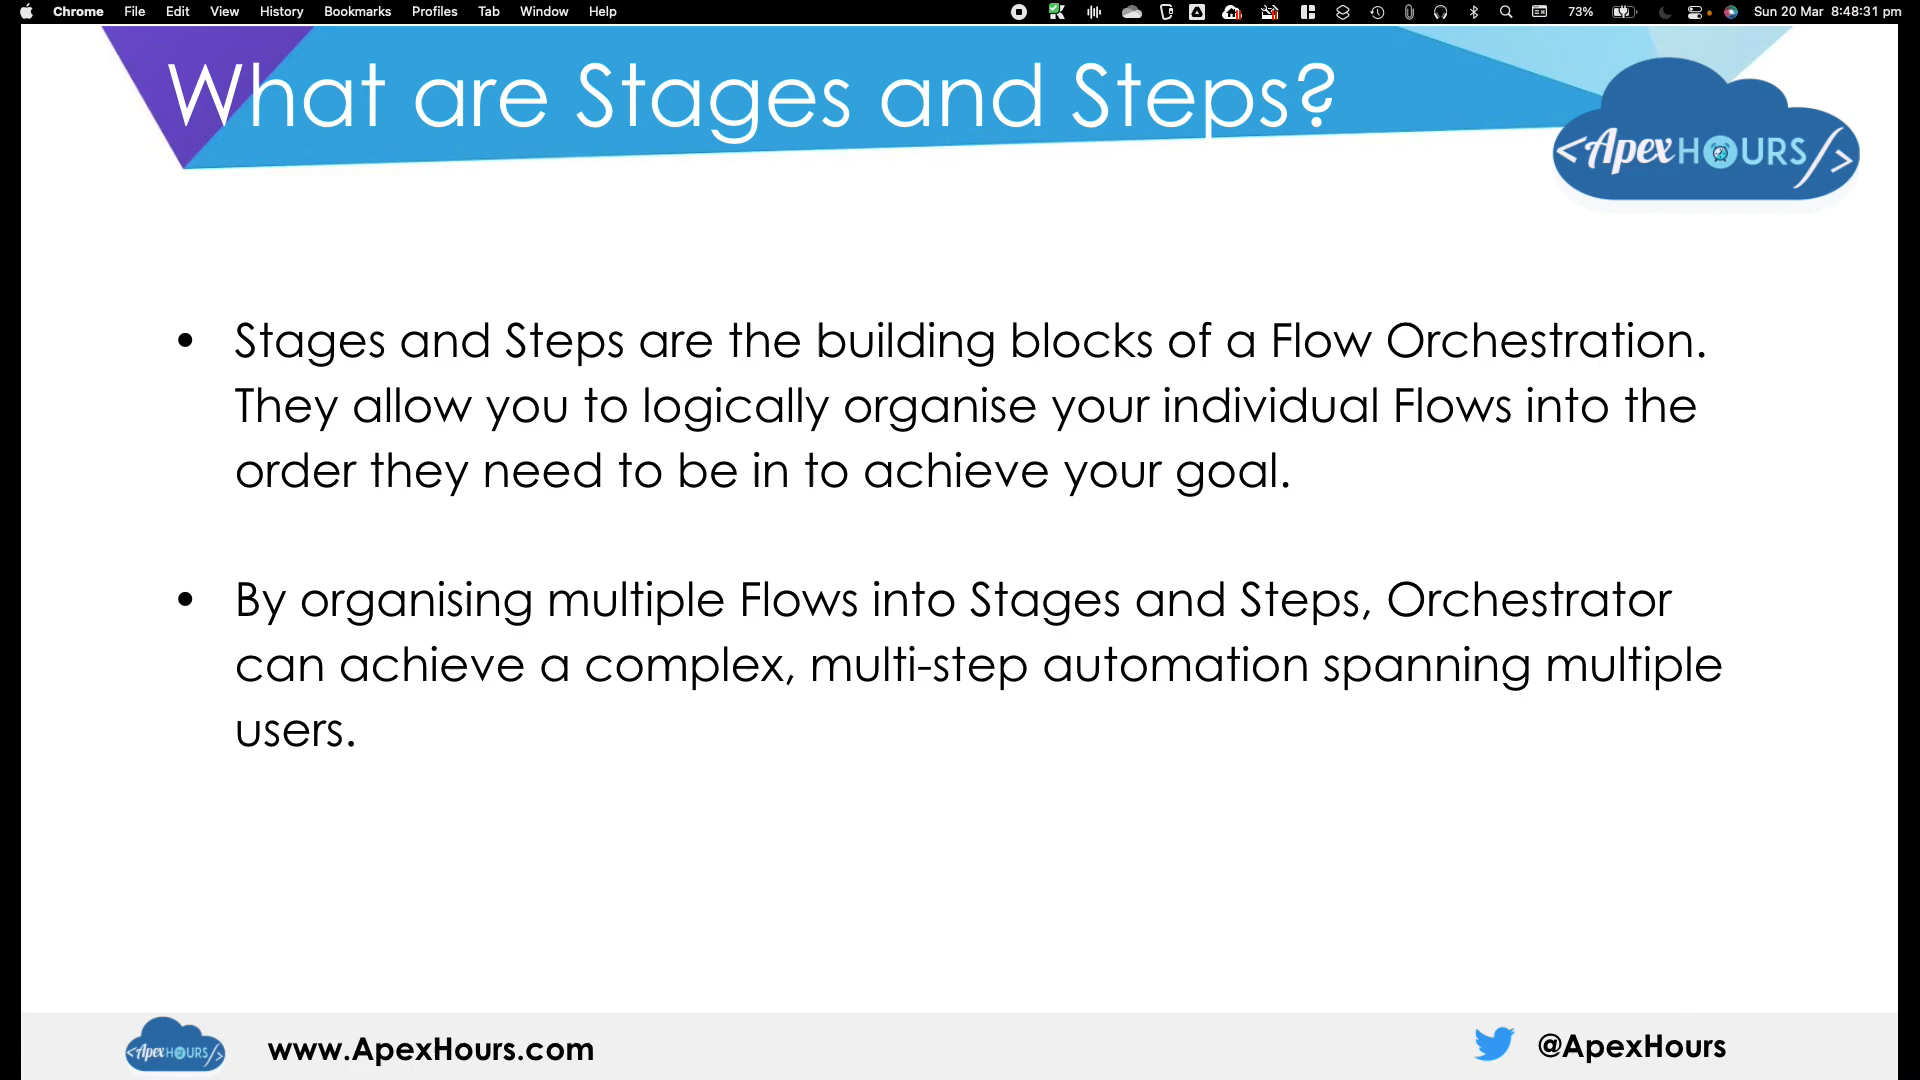 Chrome File Edit View History Bookmarks Profiles Tab Window Help 73% Sun 20 Mar 8:48:31 pm
What are Stages and Steps?
<Apex HOURS/>
• Stages and Steps are the building blocks of a Flow Orchestration.
They allow you to logically organise your individual Flows into the
order they need to be in to achieve your goal.
• By organising multiple Flows into Stages and Steps, Orchestrator
can achieve a complex, multi-step automation spanning multiple
users.
<Apex HOURS/> www.ApexHours.com @ApexHours